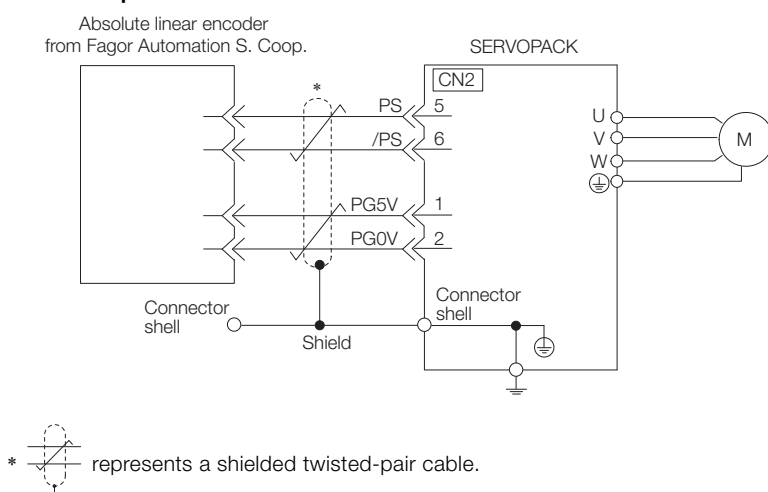 Absolute linear encoder
from Fagor Automation S. Coop.
SERVOPACK
CN2
*
PS 5
/PS 6
PG5V 1
PG0V 2
U
V
W
M
Connector
shell
Shield
Connector
shell
* represents a shielded twisted-pair cable.